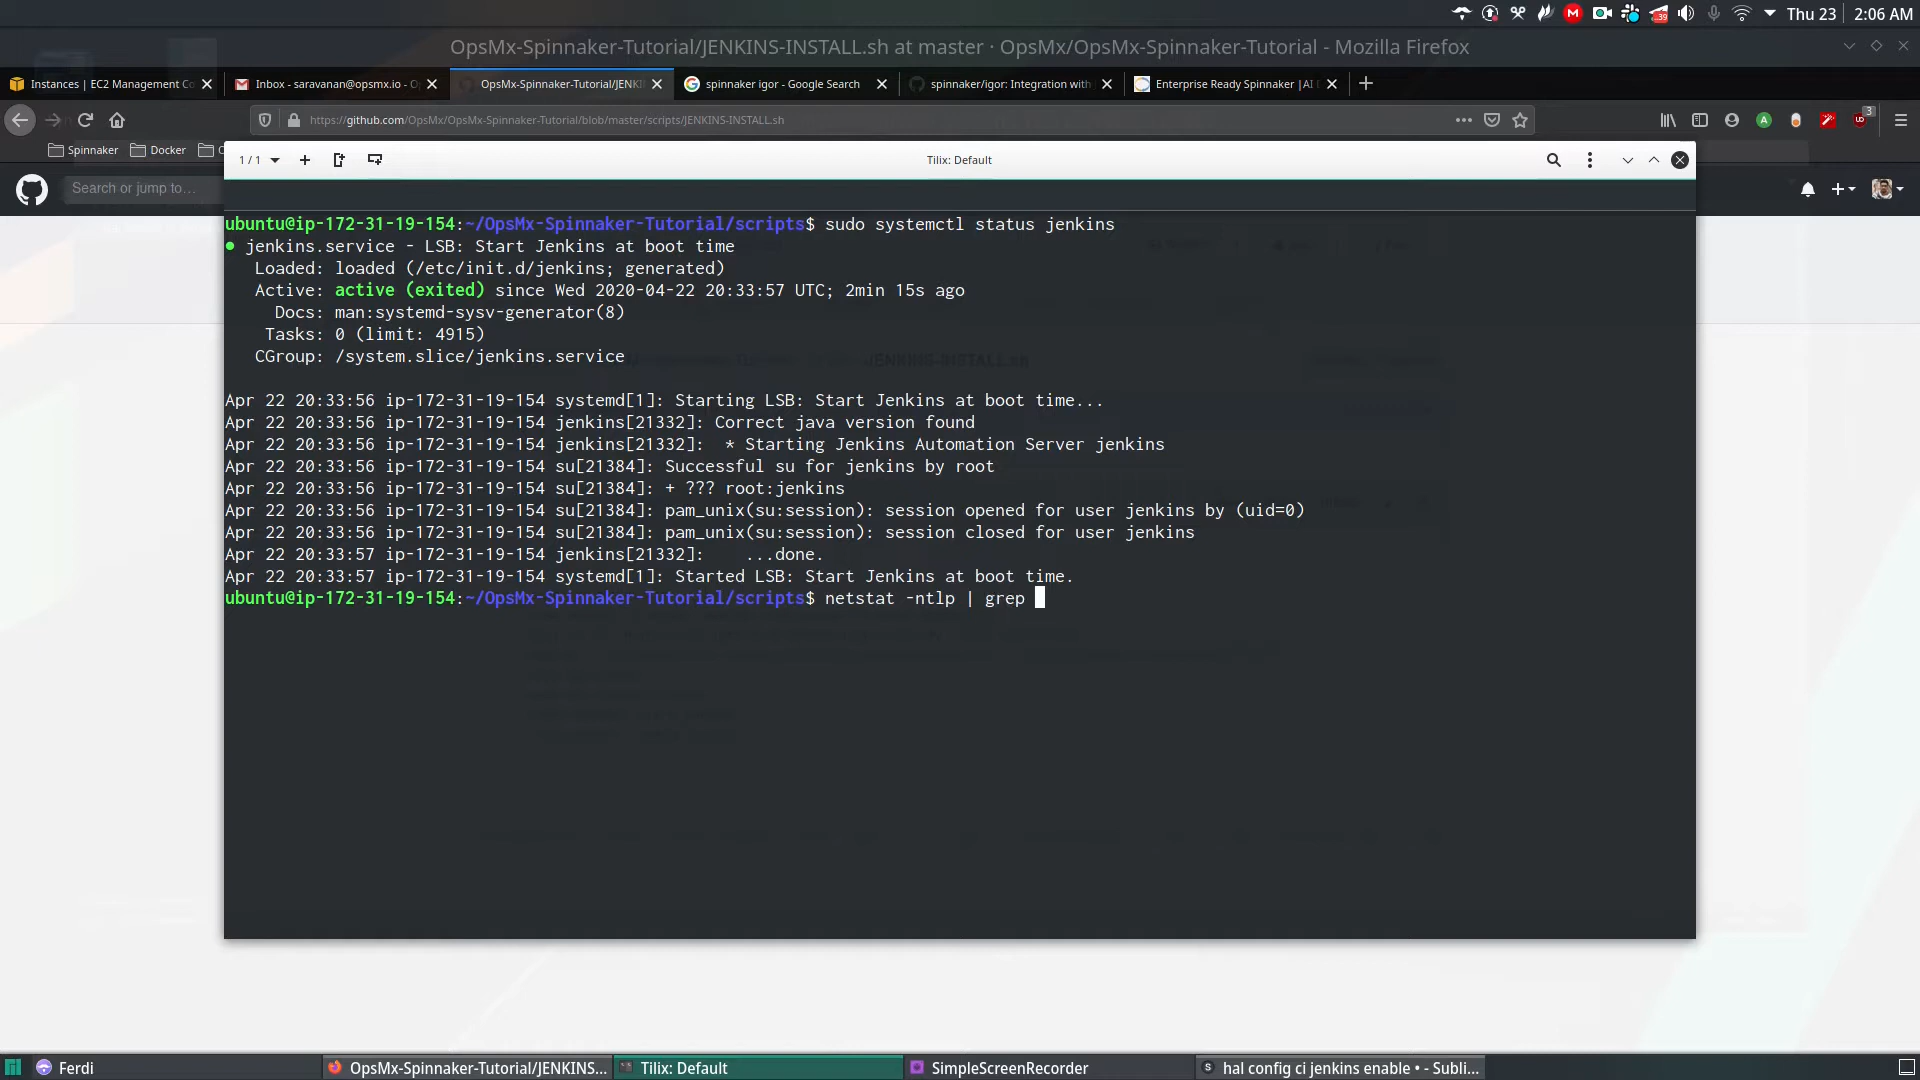 Thu 23 2:06 AM
OpsMx-Spinnaker-Tutorial/JENKINS-INSTALL.sh at master · OpsMx/OpsMx-Spinnaker-Tutorial - Mozilla Firefox
Instances | EC2 Management Co
Inbox - saravanan@opsmx.io - O
OpsMx-Spinnaker-Tutorial/JENKI
spinnaker igor - Google Search
spinnaker/igor: Integration with
Enterprise Ready Spinnaker |AI
https://github.com/OpsMx/OpsMx-Spinnaker-Tutorial/blob/master/scripts/JENKINS-INSTALL.sh
Spinnaker Docker
1 / 1 Tilix: Default
Search or jump to…
ubuntu@ip-172-31-19-154:~/OpsMx-Spinnaker-Tutorial/scripts$ sudo systemctl status jenkins
● jenkins.service - LSB: Start Jenkins at boot time
Loaded: loaded (/etc/init.d/jenkins; generated)
Active: active (exited) since Wed 2020-04-22 20:33:57 UTC; 2min 15s ago
Docs: man:systemd-sysv-generator(8)
Tasks: 0 (limit: 4915)
CGroup: /system.slice/jenkins.service
Apr 22 20:33:56 ip-172-31-19-154 systemd[1]: Starting LSB: Start Jenkins at boot time...
Apr 22 20:33:56 ip-172-31-19-154 jenkins[21332]: Correct java version found
Apr 22 20:33:56 ip-172-31-19-154 jenkins[21332]:  * Starting Jenkins Automation Server jenkins
Apr 22 20:33:56 ip-172-31-19-154 su[21384]: Successful su for jenkins by root
Apr 22 20:33:56 ip-172-31-19-154 su[21384]: + ??? root:jenkins
Apr 22 20:33:56 ip-172-31-19-154 su[21384]: pam_unix(su:session): session opened for user jenkins by (uid=0)
Apr 22 20:33:56 ip-172-31-19-154 su[21384]: pam_unix(su:session): session closed for user jenkins
Apr 22 20:33:57 ip-172-31-19-154 jenkins[21332]:    ...done.
Apr 22 20:33:57 ip-172-31-19-154 systemd[1]: Started LSB: Start Jenkins at boot time.
ubuntu@ip-172-31-19-154:~/OpsMx-Spinnaker-Tutorial/scripts$ netstat -ntlp | grep
Ferdi
OpsMx-Spinnaker-Tutorial/JENKINS...
Tilix: Default
SimpleScreenRecorder
hal config ci jenkins enable • - Subli...